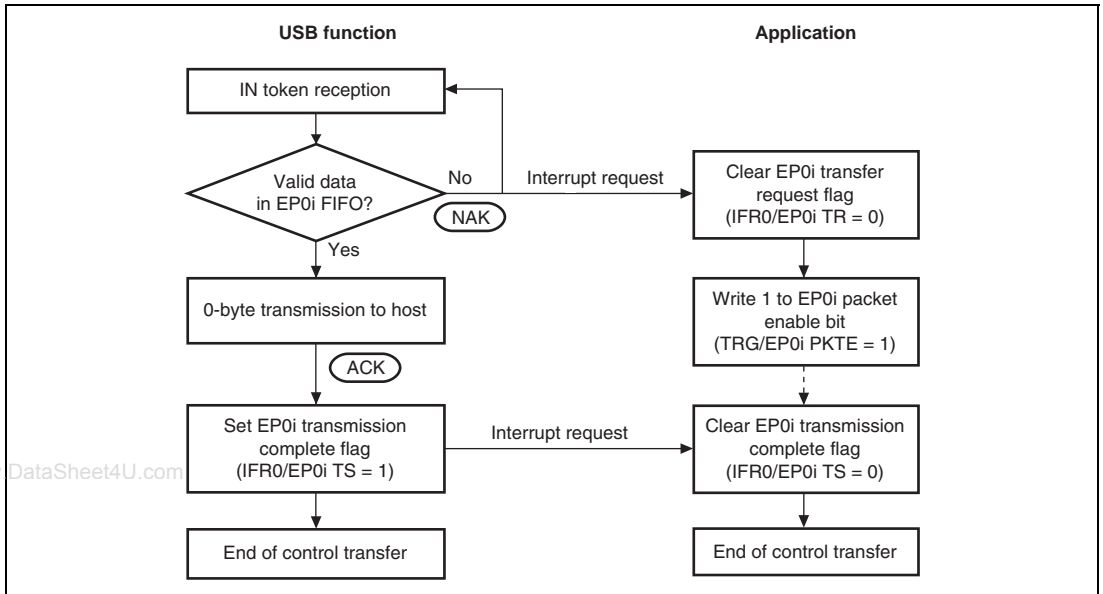 USB function
Application
IN token reception
Valid data
in EP0i FIFO?
No
NAK
Interrupt request
Clear EP0i transfer
request flag
(IFR0/EP0i TR = 0)
Yes
0-byte transmission to host
Write 1 to EP0i packet
enable bit
(TRG/EP0i PKTE = 1)
ACK
Set EP0i transmission
complete flag
(IFR0/EP0i TS = 1)
Interrupt request
Clear EP0i transmission
complete flag
(IFR0/EP0i TS = 0)
.DataSheet4U.com
End of control transfer
End of control transfer